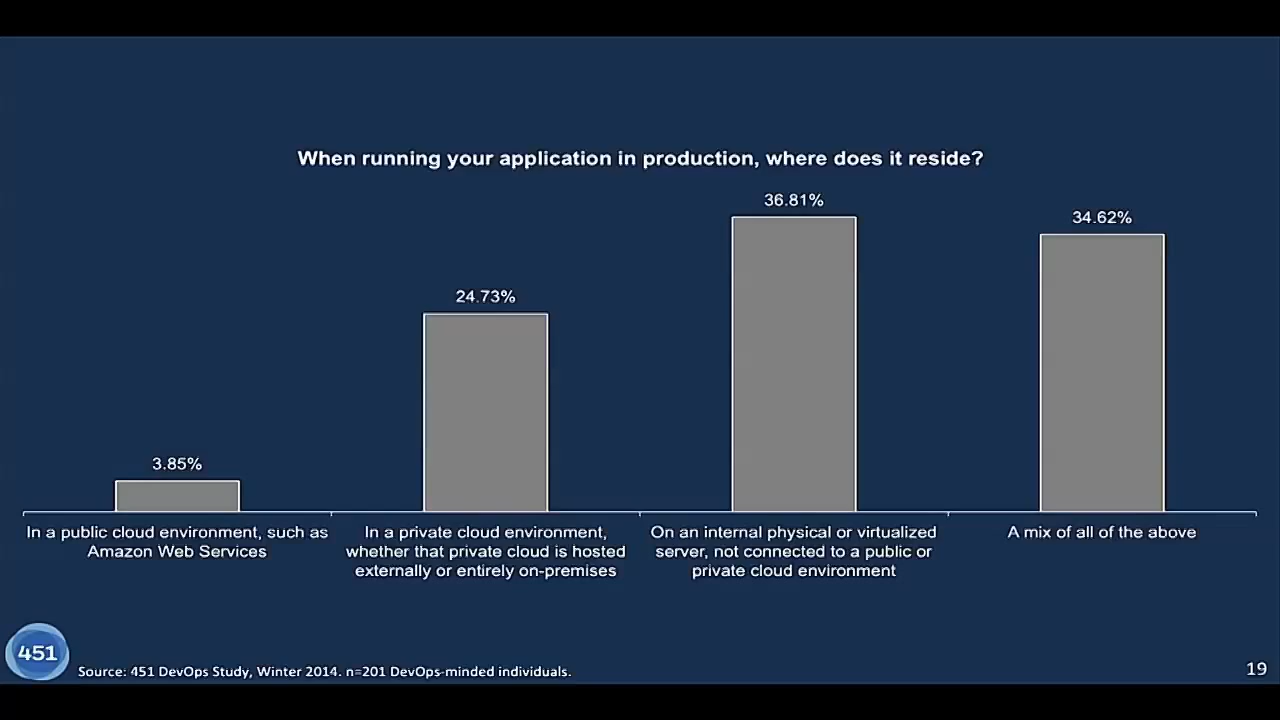 When running your application in production, where does it reside?
3.85%
24.73%
36.81%
34.62%
In a public cloud environment, such as
Amazon Web Services
In a private cloud environment,
whether that private cloud is hosted
externally or entirely on-premises
On an internal physical or virtualized
server, not connected to a public or
private cloud environment
A mix of all of the above
451
Source: 451 DevOps Study, Winter 2014. n=201 DevOps-minded individuals.
19